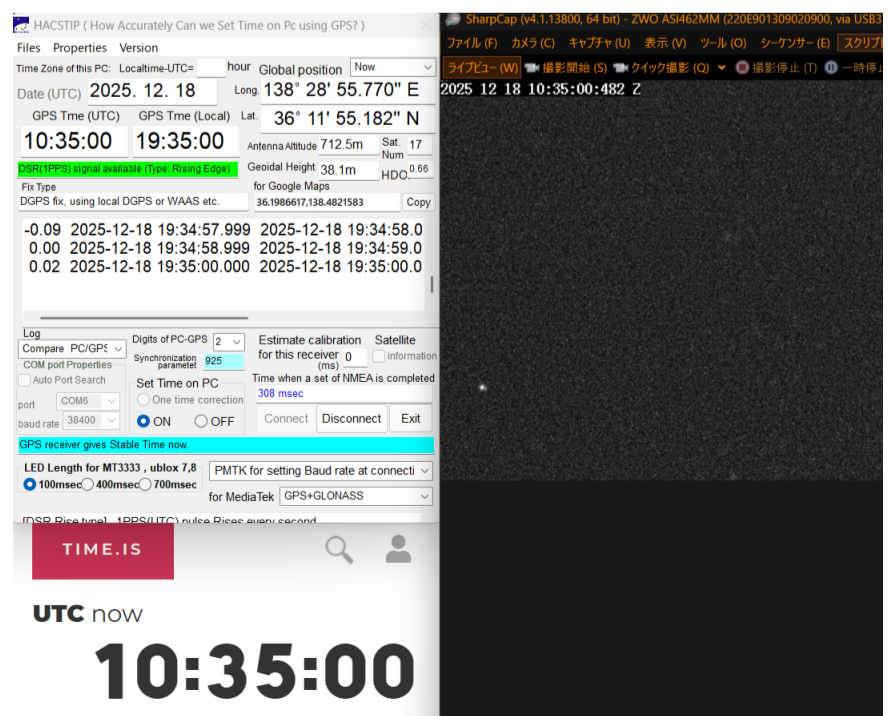 HACSTIP ( How Accurately Can we Set Time on Pc using GPS? )
Files Properties Version
Time Zone of this PC: Localtime-UTC= hour
Global position Now
Date (UTC) 2025. 12. 18
Long. 138° 28' 55.770" E
GPS Tme (UTC) GPS Tme (Local)
Lat. 36° 11' 55.182" N
10:35:00 19:35:00
Antenna Altitude 712.5m Sat. Num 17
DSR(1PPS) signal available (Type: Rising Edge)
Geoidal Height 38.1m HDO. 0.66
Fix Type
for Google Maps
DGPS fix, using local DGPS or WAAS etc.
36.1986617,138.4821583 Copy
-0.09 2025-12-18 19:34:57.999 2025-12-18 19:34:58.0
0.00 2025-12-18 19:34:58.999 2025-12-18 19:34:59.0
0.02 2025-12-18 19:35:00.000 2025-12-18 19:35:00.0
Log
Compare PC/GPS
Digits of PC-GPS 2
Synchronization parametet 925
Estimate calibration for this receiver (ms) 0
Satellite information
COM port Properties
Auto Port Search
port COM6
baud rate 38400
Set Time on PC
One time correction
ON OFF
Time when a set of NMEA is completed
308 msec
Connect Disconnect Exit
GPS receiver gives Stable Time now.
LED Length for MT3333 , ublox 7,8
100msec 400msec 700msec
PMTK for setting Baud rate at connecti
for MediaTek GPS+GLONASS
[DSR Rise type] 1PPS(UTC) pulse Rises every second
TIME.IS
UTC now
10:35:00
SharpCap (v4.1.13800, 64 bit) - ZWO ASI462MM (220E901309020900, via USB3
ファイル (F) カメラ (C) キャプチャ (U) 表示 (V) ツール (O) シーケンサー (E) スクリプト
ライブビュー (W) 撮影開始 (S) クイック撮影 (Q) 撮影停止 (T) 一時停止
2025 12 18 10:35:00:482 Z